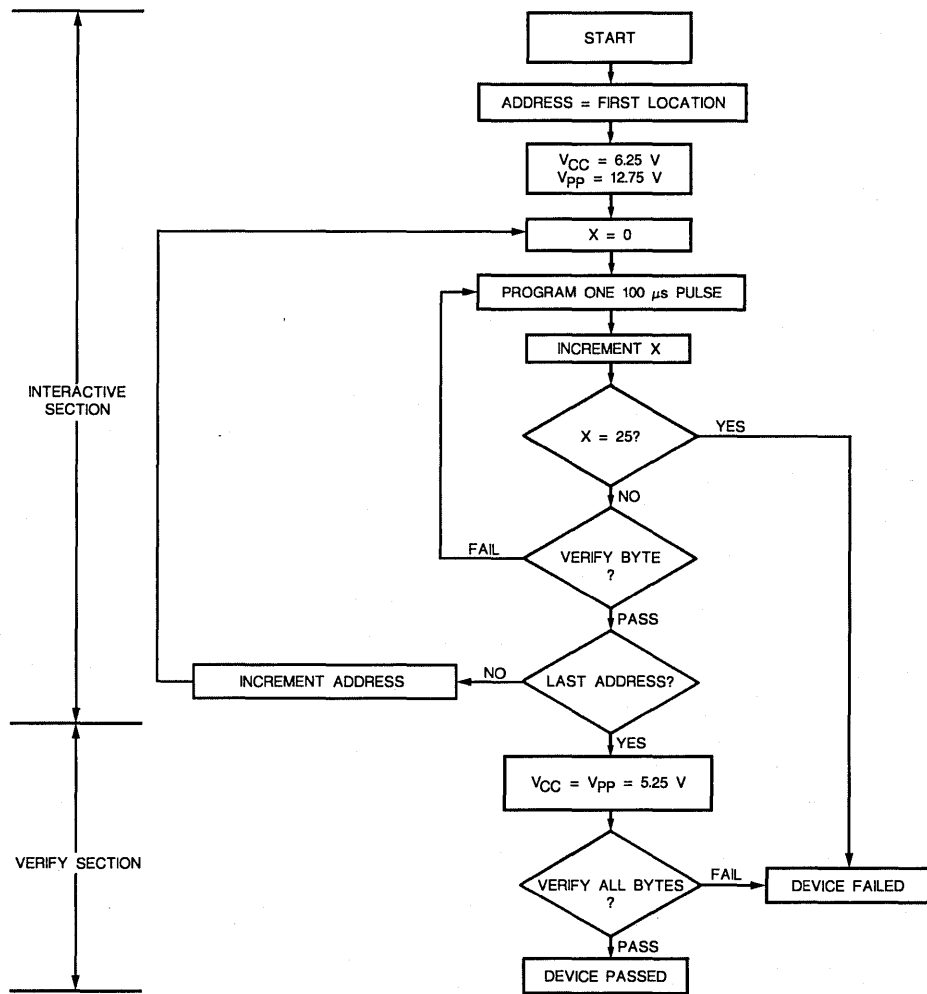 START
ADDRESS = FIRST LOCATION
VCC = 6.25 V
VPP = 12.75 V
X = 0
PROGRAM ONE 100 μs PULSE
INCREMENT X
INTERACTIVE
SECTION
X = 25?
YES
NO
FAIL
VERIFY BYTE
?
PASS
INCREMENT ADDRESS
NO
LAST ADDRESS?
YES
VCC = VPP = 5.25 V
VERIFY SECTION
VERIFY ALL BYTES
?
FAIL
DEVICE FAILED
PASS
DEVICE PASSED